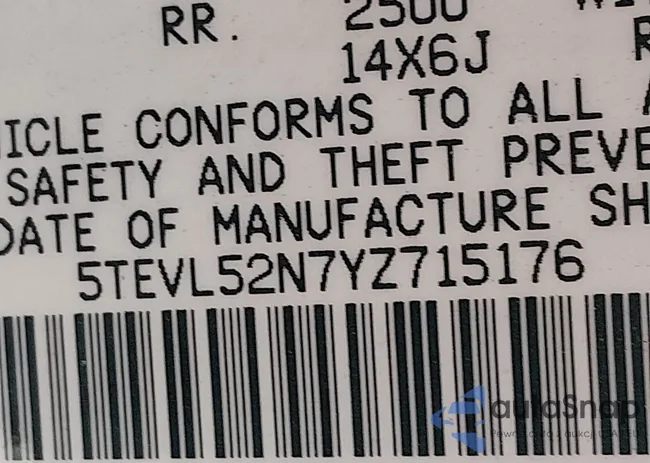 RR. 2500
14X6J
ICLE CONFORMS TO ALL
SAFETY AND THEFT PREVE
DATE OF MANUFACTURE SH
5TEVL52N7YZ715176